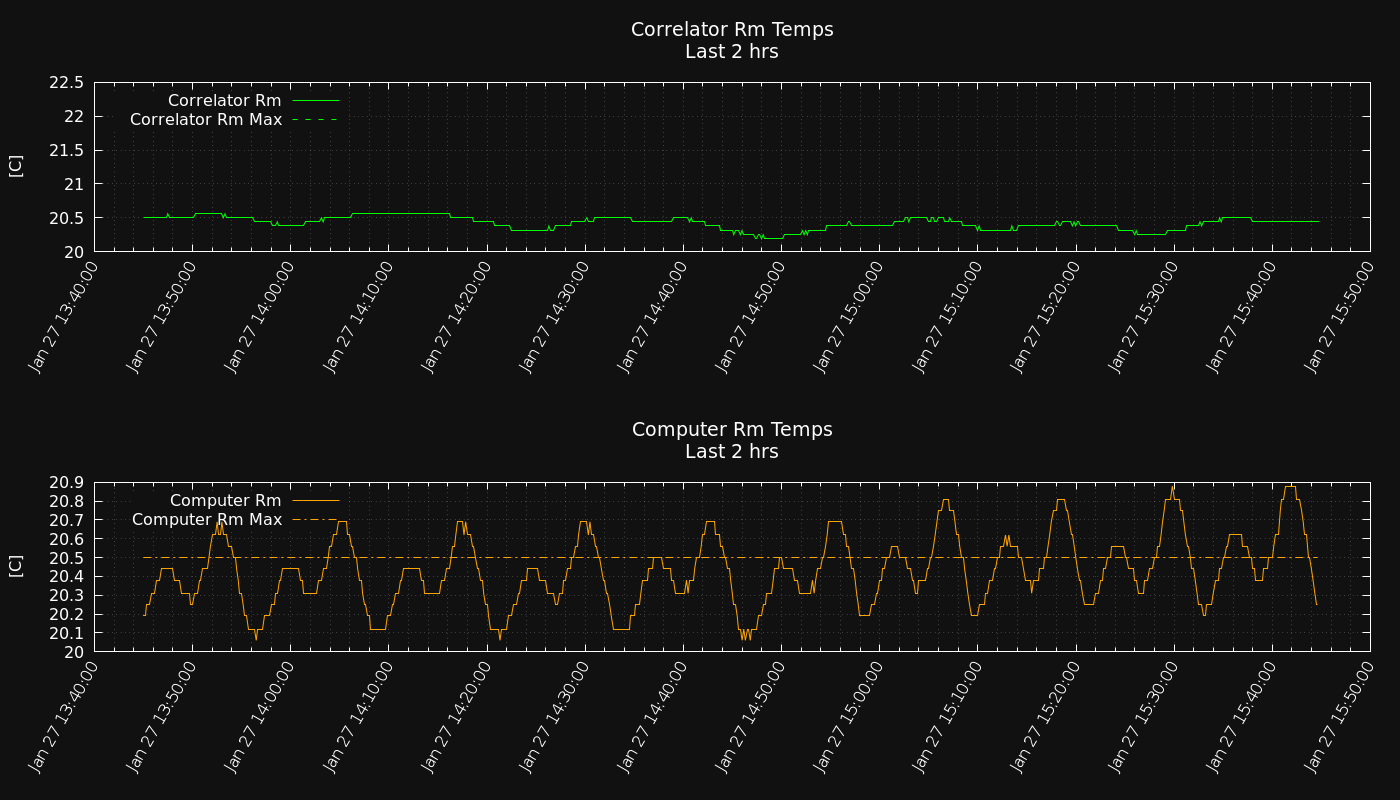 Correlator Rm Temps
Last 2 hrs
22.5
22
21.5
21
20.5
20
[C]
Correlator Rm
Correlator Rm Max
Jan 27 13:40:00
Jan 27 13:50:00
Jan 27 14:00:00
Jan 27 14:10:00
Jan 27 14:20:00
Jan 27 14:30:00
Jan 27 14:40:00
Jan 27 14:50:00
Jan 27 15:00:00
Jan 27 15:10:00
Jan 27 15:20:00
Jan 27 15:30:00
Jan 27 15:40:00
Jan 27 15:50:00
Computer Rm Temps
Last 2 hrs
20.9
20.8
20.7
20.6
20.5
20.4
20.3
20.2
20.1
20
[C]
Computer Rm
Computer Rm Max
Jan 27 13:40:00
Jan 27 13:50:00
Jan 27 14:00:00
Jan 27 14:10:00
Jan 27 14:20:00
Jan 27 14:30:00
Jan 27 14:40:00
Jan 27 14:50:00
Jan 27 15:00:00
Jan 27 15:10:00
Jan 27 15:20:00
Jan 27 15:30:00
Jan 27 15:40:00
Jan 27 15:50:00